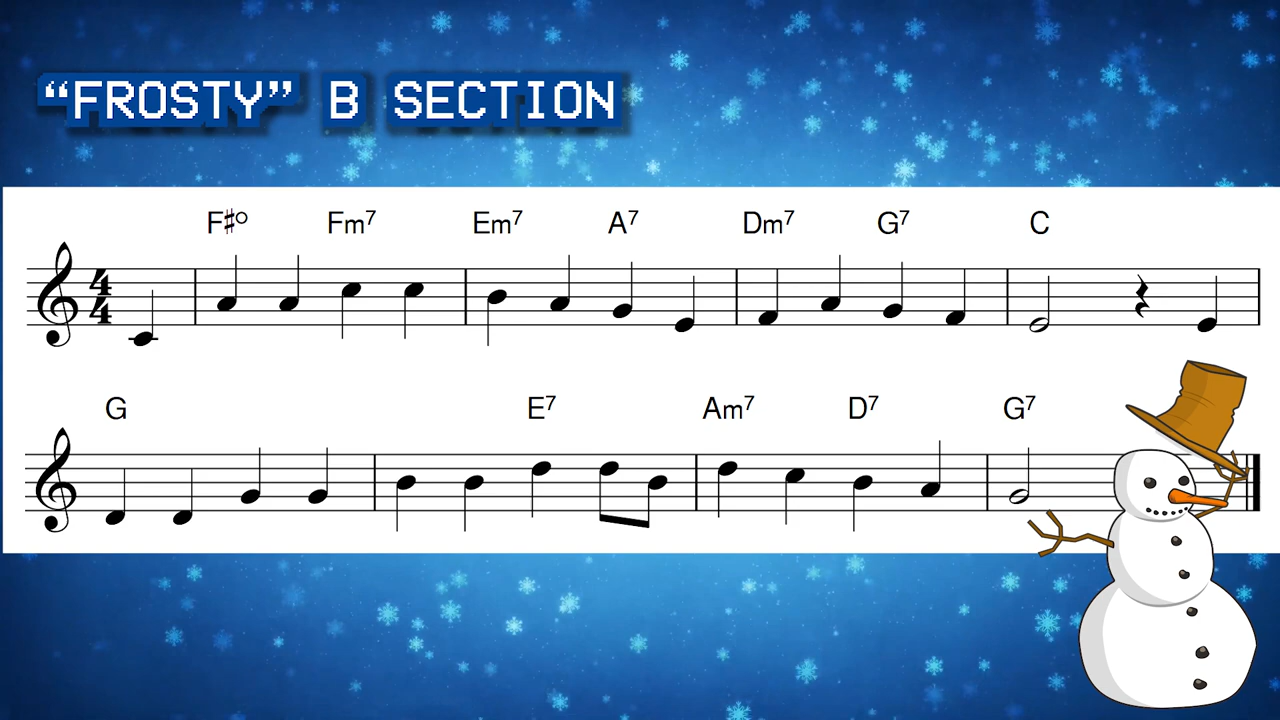 “FROSTY” B SECTION
F♯° Fm7 Em7 A7 Dm7 G7 C
4
4
G E7 Am7 D7 G7